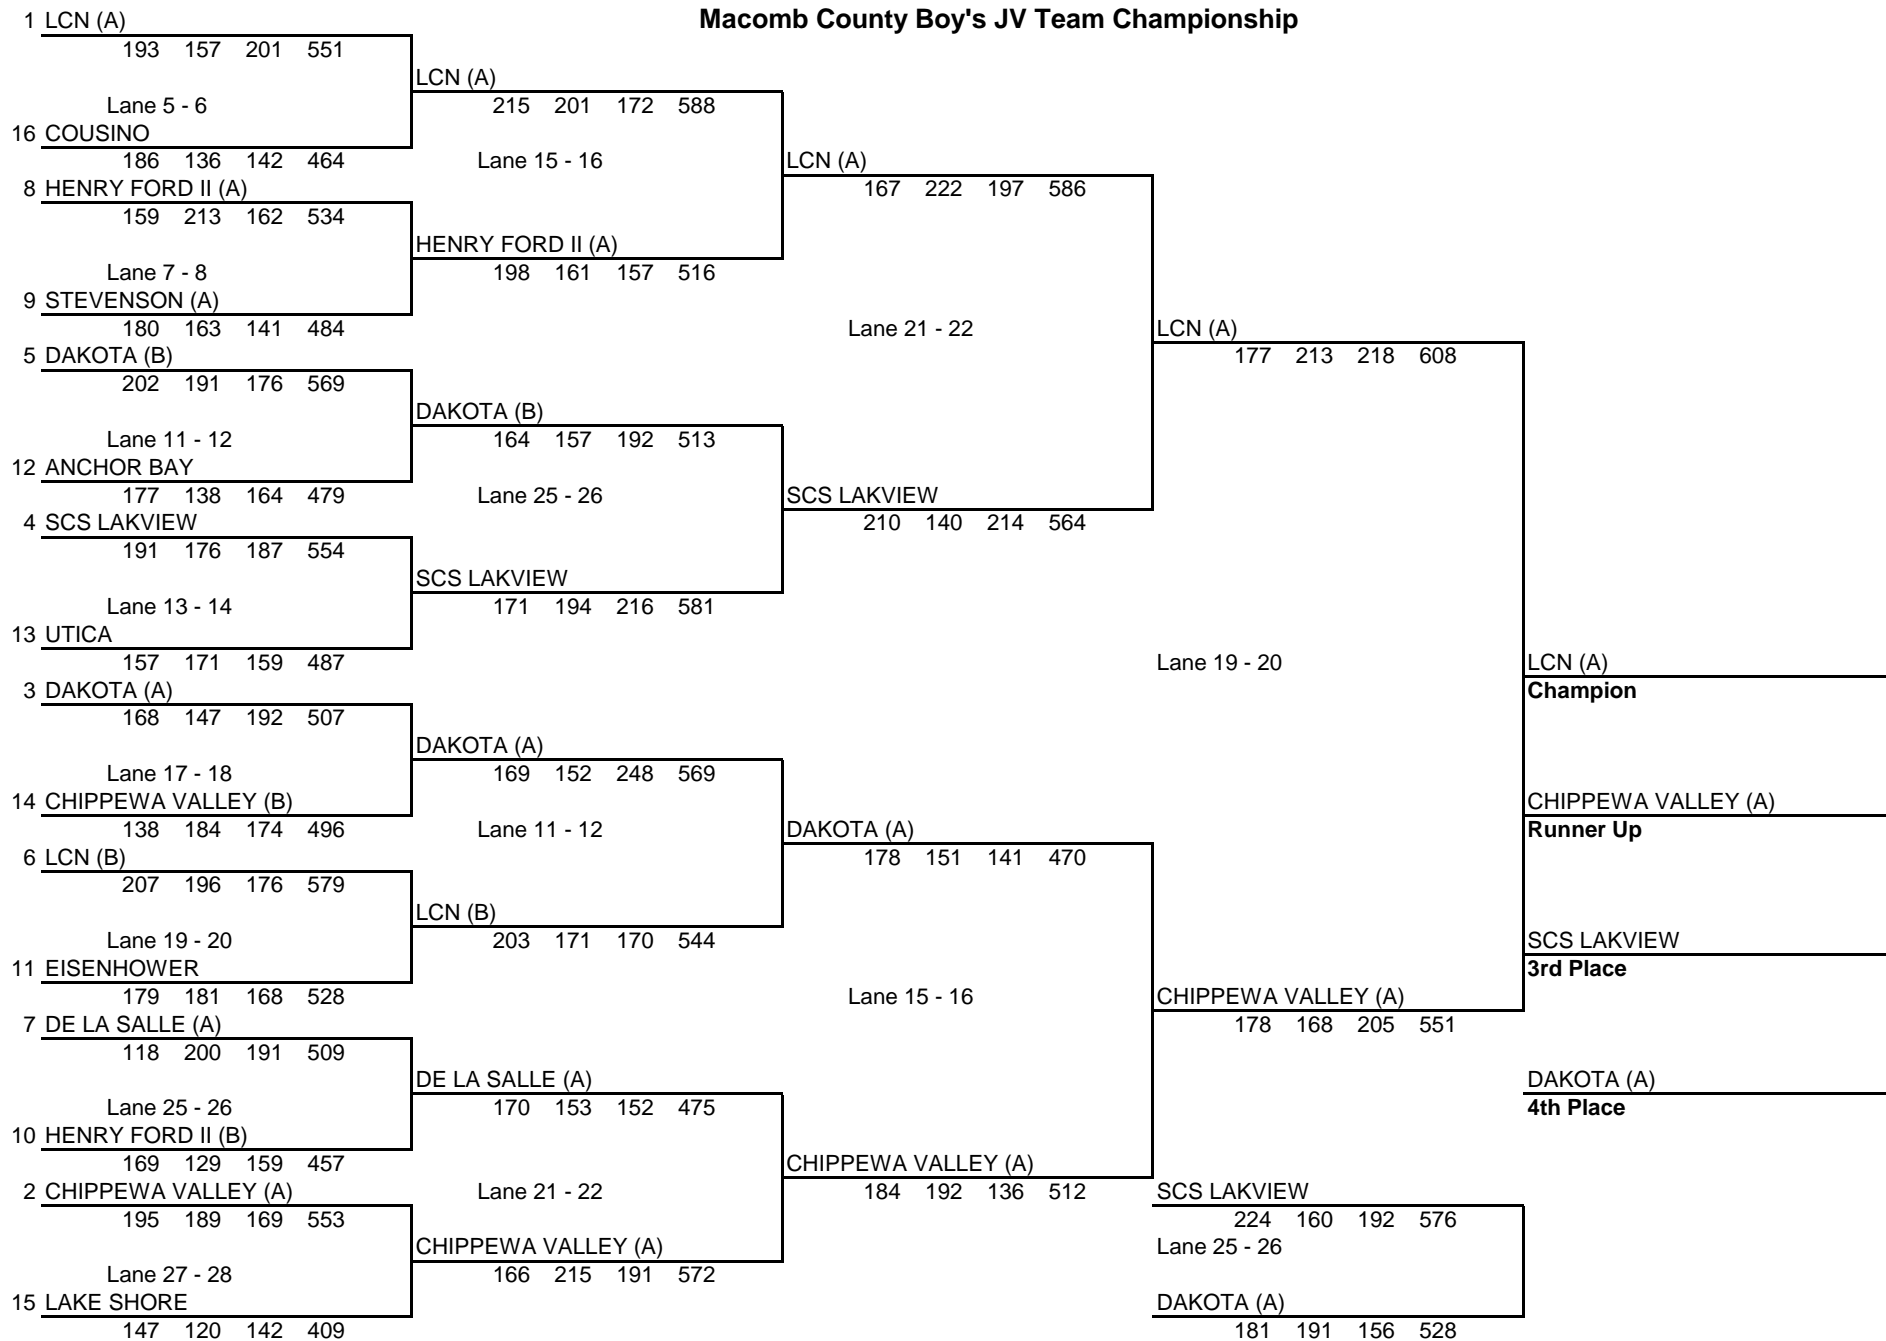 Macomb County Boy's JV Team Championship
1 LCN (A)
193 157 201 551
Lane 5 - 6
16 COUSINO
186 136 142 464
8 HENRY FORD II (A)
159 213 162 534
Lane 7 - 8
9 STEVENSON (A)
180 163 141 484
5 DAKOTA (B)
202 191 176 569
Lane 11 - 12
12 ANCHOR BAY
177 138 164 479
4 SCS LAKVIEW
191 176 187 554
Lane 13 - 14
13 UTICA
157 171 159 487
3 DAKOTA (A)
168 147 192 507
Lane 17 - 18
14 CHIPPEWA VALLEY (B)
138 184 174 496
6 LCN (B)
207 196 176 579
Lane 19 - 20
11 EISENHOWER
179 181 168 528
7 DE LA SALLE (A)
118 200 191 509
Lane 25 - 26
10 HENRY FORD II (B)
169 129 159 457
2 CHIPPEWA VALLEY (A)
195 189 169 553
Lane 27 - 28
15 LAKE SHORE
147 120 142 409
LCN (A)
215 201 172 588
Lane 15 - 16
HENRY FORD II (A)
198 161 157 516
DAKOTA (B)
164 157 192 513
Lane 25 - 26
SCS LAKVIEW
171 194 216 581
DAKOTA (A)
169 152 248 569
Lane 11 - 12
LCN (B)
203 171 170 544
DE LA SALLE (A)
170 153 152 475
Lane 21 - 22
CHIPPEWA VALLEY (A)
166 215 191 572
LCN (A)
167 222 197 586
Lane 21 - 22
SCS LAKVIEW
210 140 214 564
DAKOTA (A)
178 151 141 470
Lane 15 - 16
CHIPPEWA VALLEY (A)
184 192 136 512
LCN (A)
177 213 218 608
Lane 19 - 20
CHIPPEWA VALLEY (A)
178 168 205 551
SCS LAKVIEW
224 160 192 576
Lane 25 - 26
DAKOTA (A)
181 191 156 528
LCN (A)
Champion
CHIPPEWA VALLEY (A)
Runner Up
SCS LAKVIEW
3rd Place
DAKOTA (A)
4th Place